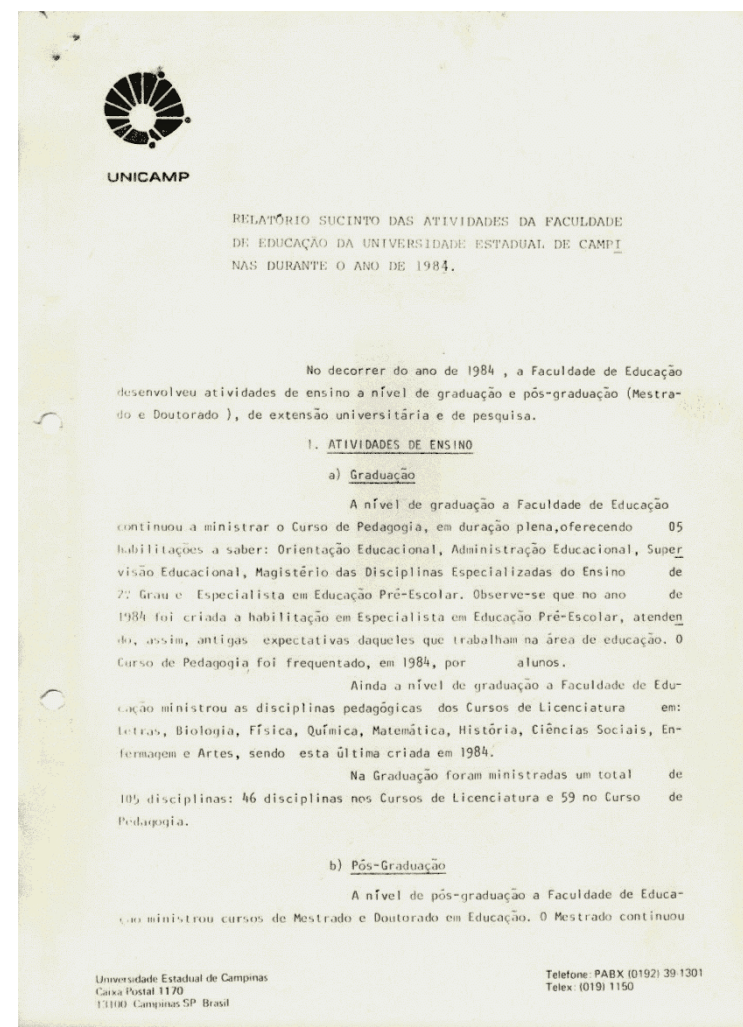 UNICAMP
RELATÓRIO SUCINTO DAS ATIVIDADES DA FACULDADE
DE EDUCAÇÃO DA UNIVERSIDADE ESTADUAL DE CAMPI
NAS DURANTE O ANO DE 1984.
No decorrer do ano de 1984 , a Faculdade de Educação
desenvolveu atividades de ensino a nível de graduação e pós-graduação (Mestra-
do e Doutorado ), de extensão universitária e de pesquisa.
1. ATIVIDADES DE ENSINO
a) Graduação
A nível de graduação a Faculdade de Educação
continuou a ministrar o Curso de Pedagogia, em duração plena,oferecendo 05
habilitações a saber: Orientação Educacional, Administração Educacional, Super
visão Educacional, Magistério das Disciplinas Especializadas do Ensino de
2º Grau e Especialista em Educação Pré-Escolar. Observe-se que no ano de
1984 foi criada a habilitação em Especialista em Educação Pré-Escolar, atenden
do, assim, antigas expectativas daqueles que trabalham na área de educação. O
Curso de Pedagogia foi frequentado, em 1984, por alunos.
Ainda a nível de graduação a Faculdade de Edu-
cação ministrou as disciplinas pedagógicas dos Cursos de Licenciatura em:
Letras, Biologia, Física, Química, Matemática, História, Ciências Sociais, En-
fermagem e Artes, sendo esta última criada em 1984.
Na Graduação foram ministradas um total de
105 disciplinas: 46 disciplinas nos Cursos de Licenciatura e 59 no Curso de
Pedagogia.
b) Pós-Graduação
A nível de pós-graduação a Faculdade de Educa-
ção ministrou cursos de Mestrado e Doutorado em Educação. O Mestrado continuou
Universidade Estadual de Campinas
Caixa Postal 1170
13100 Campinas SP Brasil
Telefone: PABX (0192) 39-1301
Telex: (019) 1150